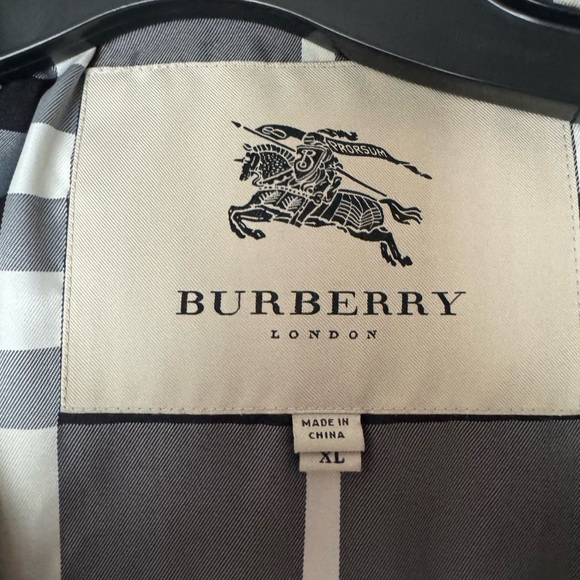 PRORSUM
BURBERRY
LONDON
MADE IN
CHINA
XL